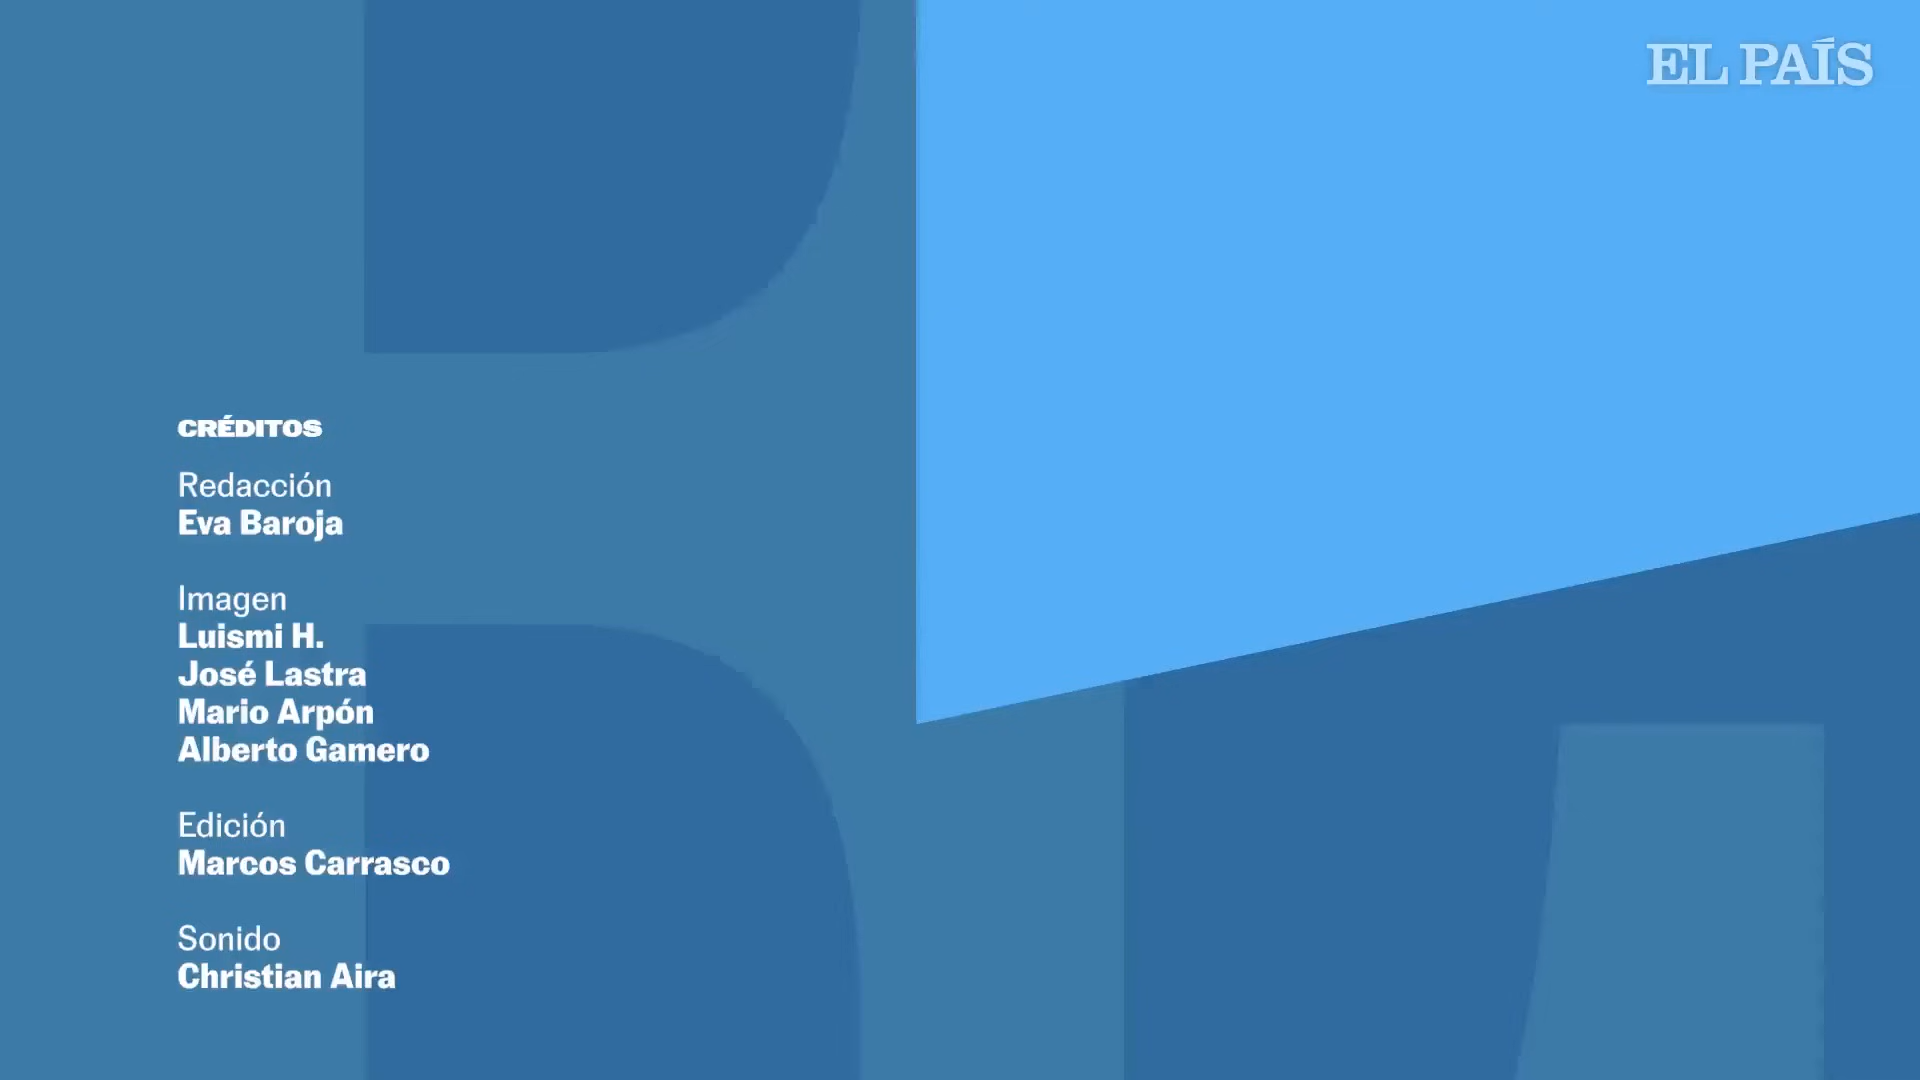 EL PAÍS
CRÉDITOS
Redacción
Eva Baroja
Imagen
Luismi H.
José Lastra
Mario Arpón
Alberto Gamero
Edición
Marcos Carrasco
Sonido
Christian Aira